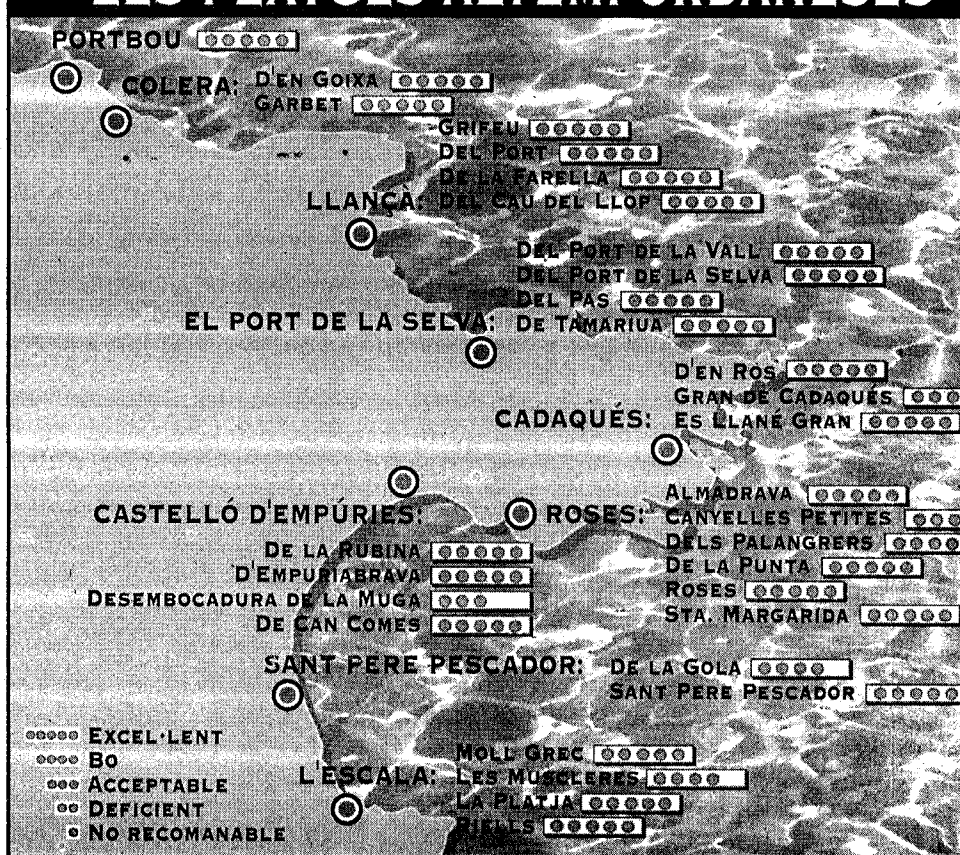 LES PLATGES ALTEMPORDANESES
PORTBOU
COLERA: D'EN GOIXA
GARBET
GRIFEU
DEL PORT
DE LA FARELLA
LLANÇÀ: DEL CAU DEL LLOP
DEL PORT DE LA VALL
DEL PORT DE LA SELVA
DEL PAS
EL PORT DE LA SELVA: DE TAMARIUA
D'EN ROS
GRAN DE CADAQUÉS
CADAQUÉS: ES LLANÉ GRAN
CASTELLÓ D'EMPÚRIES:
DE LA RUBINA
D'EMPURIABRAVA
DESEMBOCADURA DE LA MUGA
DE CAN COMES
ROSES: ALMADRAVA
CANYELLES PETITES
DELS PALANGRERS
DE LA PUNTA
ROSES
STA. MARGARIDA
SANT PERE PESCADOR: DE LA GOLA
SANT PERE PESCADOR
MOLL GREC
L'ESCALA: LES MUSCLERES
LA PLATJA
RIELLS
EXCEL·LENT
BO
ACCEPTABLE
DEFICIENT
NO RECOMANABLE